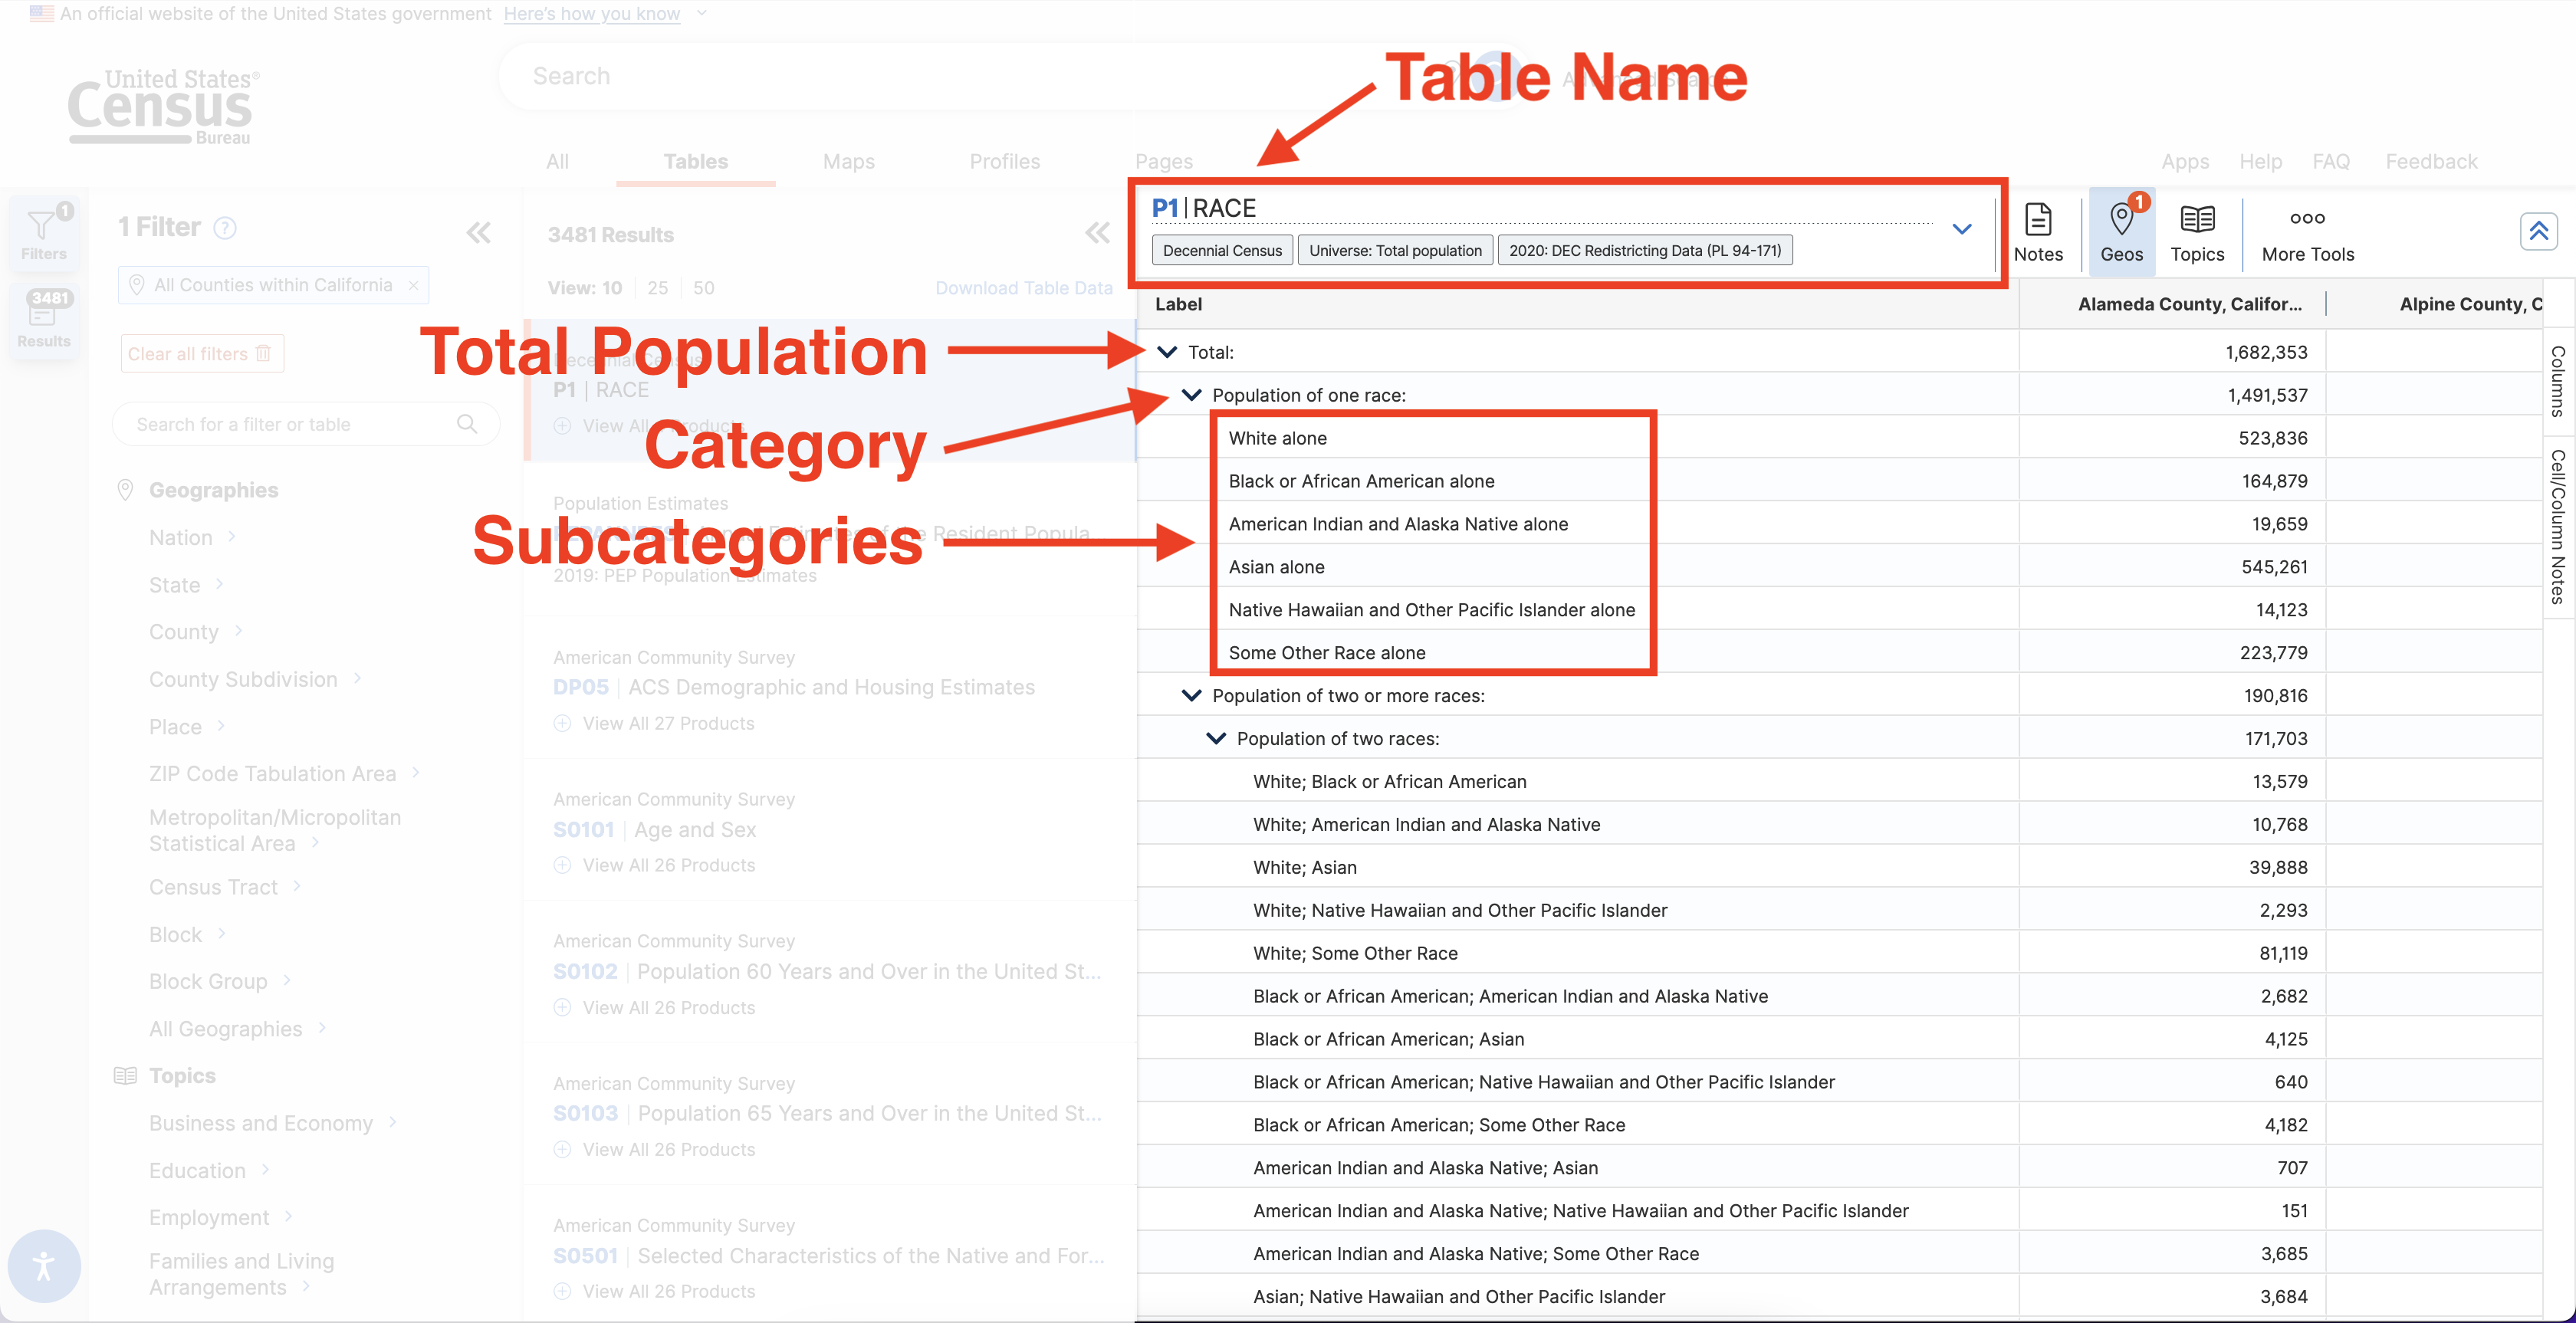 An official website of the United States government Here's how you know
United States®
Census
Bureau
Search
Table Name
All Tables Maps Profiles Pages
Apps Help FAQ Feedback
1
Filters
3481
Results
1 Filter ?
All Counties within California ×
Clear all filters
Search for a filter or table
Geographies
Nation
State
County
County Subdivision
Place
ZIP Code Tabulation Area
Metropolitan/Micropolitan
Statistical Area
Census Tract
Block
Block Group
All Geographies
Topics
Business and Economy
Education
Employment
Families and Living
Arrangements
3481 Results
View: 10 25 50 Download Table Data
Total Population
Category
Subcategories
P1 | RACE
View All
Population Estimates
2019: PEP Population Estimates
American Community Survey
DP05 | ACS Demographic and Housing Estimates
View All 27 Products
American Community Survey
S0101 | Age and Sex
View All 26 Products
American Community Survey
S0102 | Population 60 Years and Over in the United St...
View All 26 Products
American Community Survey
S0103 | Population 65 Years and Over in the United St...
View All 26 Products
American Community Survey
S0501 | Selected Characteristics of the Native and For...
View All 26 Products
P1 | RACE
Decennial Census Universe: Total population 2020: DEC Redistricting Data (PL 94-171)
Notes
1
Geos
Topics
More Tools
Label Alameda County, Califor... Alpine County, C
Total: 1,682,353
Population of one race: 1,491,537
White alone 523,836
Black or African American alone 164,879
American Indian and Alaska Native alone 19,659
Asian alone 545,261
Native Hawaiian and Other Pacific Islander alone 14,123
Some Other Race alone 223,779
Population of two or more races: 190,816
Population of two races: 171,703
White; Black or African American 13,579
White; American Indian and Alaska Native 10,768
White; Asian 39,888
White; Native Hawaiian and Other Pacific Islander 2,293
White; Some Other Race 81,119
Black or African American; American Indian and Alaska Native 2,682
Black or African American; Asian 4,125
Black or African American; Native Hawaiian and Other Pacific Islander 640
Black or African American; Some Other Race 4,182
American Indian and Alaska Native; Asian 707
American Indian and Alaska Native; Native Hawaiian and Other Pacific Islander 151
American Indian and Alaska Native; Some Other Race 3,685
Asian; Native Hawaiian and Other Pacific Islander 3,684
Columns
Cell/Column Notes